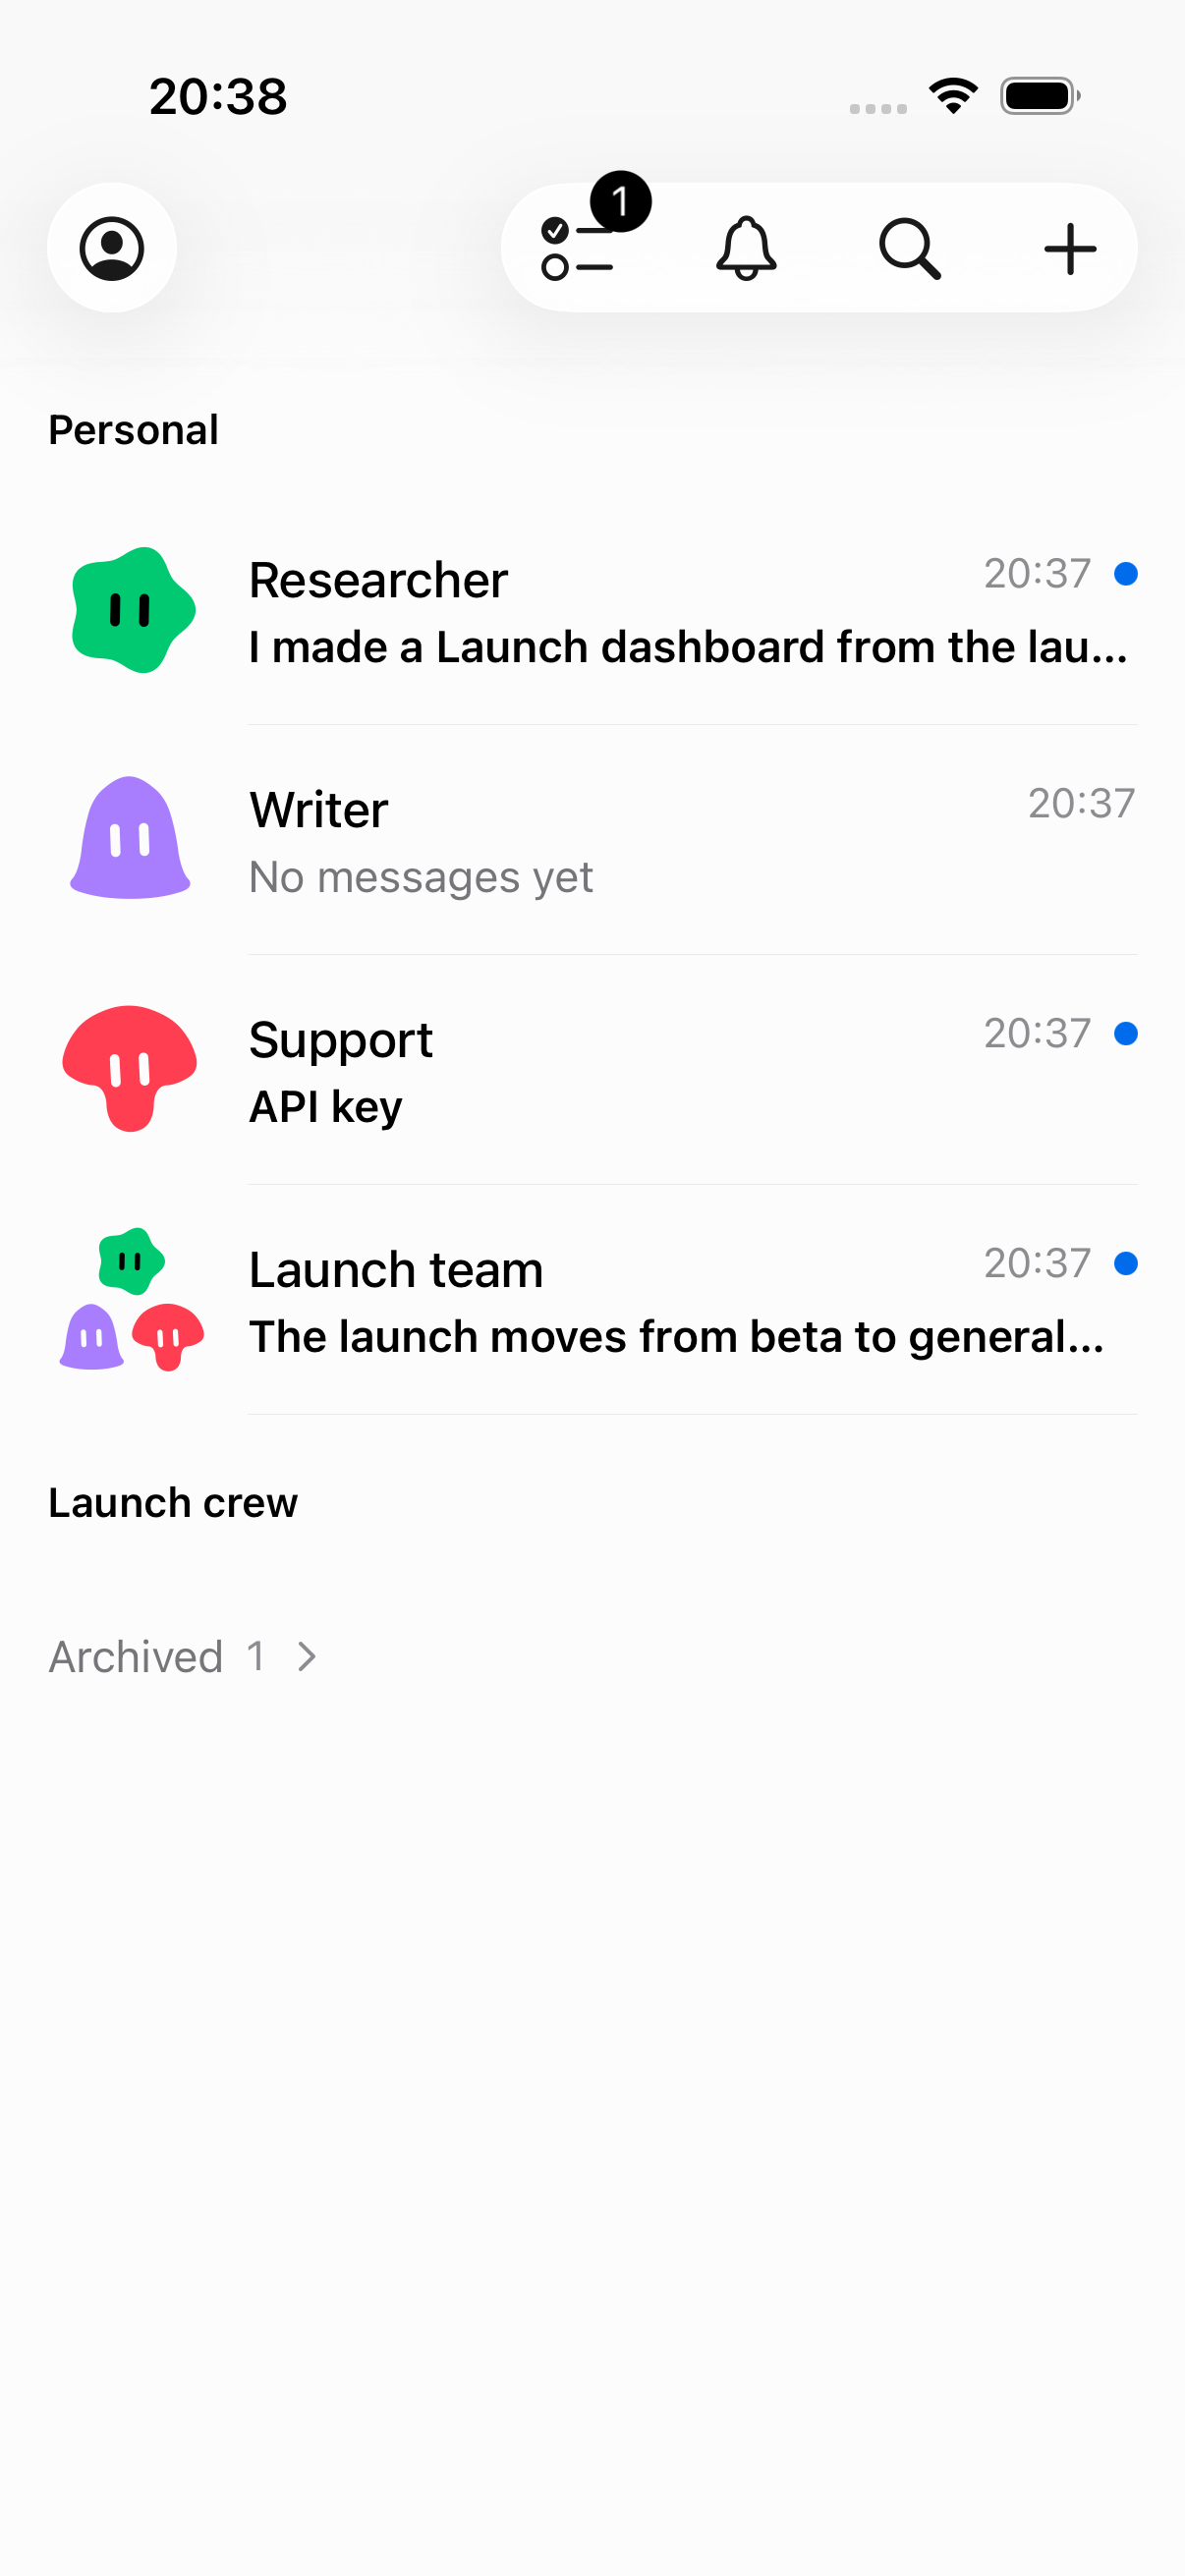 20:38
1
Personal
Researcher 20:37
I made a Launch dashboard from the lau...
Writer 20:37
No messages yet
Support 20:37
API key
Launch team 20:37
The launch moves from beta to general...
Launch crew
Archived 1